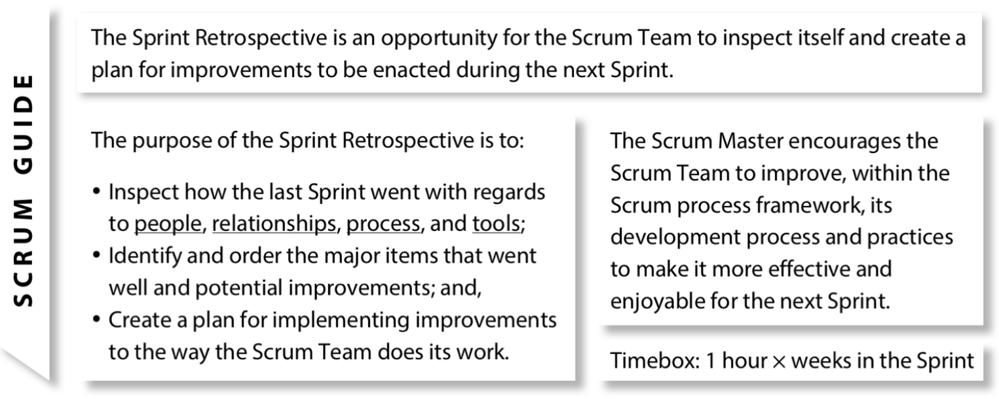 SCRUM GUIDE
The Sprint Retrospective is an opportunity for the Scrum Team to inspect itself and create a
plan for improvements to be enacted during the next Sprint.
The purpose of the Sprint Retrospective is to:
• Inspect how the last Sprint went with regards
to people, relationships, process, and tools;
• Identify and order the major items that went
well and potential improvements; and,
• Create a plan for implementing improvements
to the way the Scrum Team does its work.
The Scrum Master encourages the
Scrum Team to improve, within the
Scrum process framework, its
development process and practices
to make it more effective and
enjoyable for the next Sprint.
Timebox: 1 hour × weeks in the Sprint